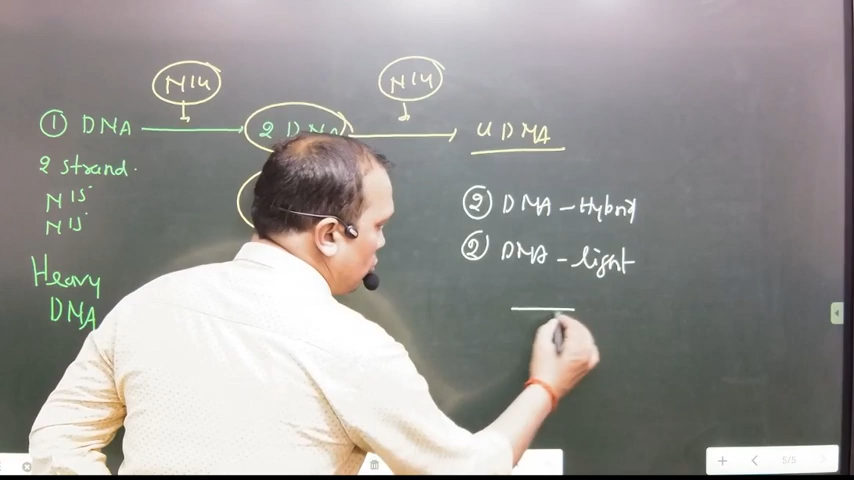 N14 N14
① DNA 2 DNA 4 DNA
2 strand.
N15
N15
② DNA - Hybrid
② DNA - light
Heavy
DNA
5/5